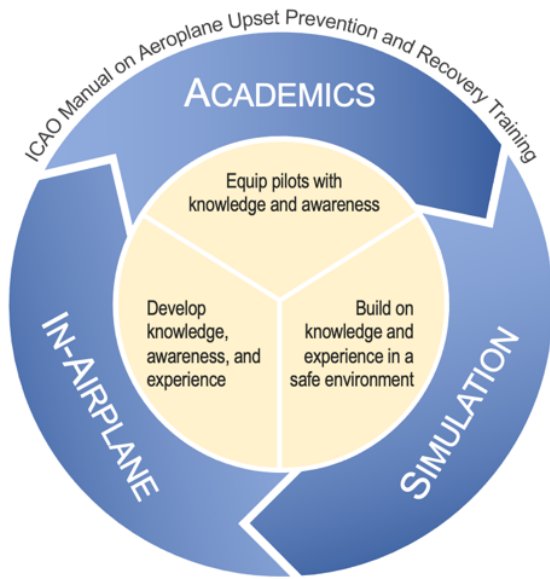 ICAO Manual on Aeroplane Upset Prevention and Recovery Training
ACADEMICS
Equip pilots with
knowledge and awareness
Develop
knowledge,
awareness, and
experience
Build on
knowledge and
experience in a
safe environment
IN-AIRPLANE
SIMULATION